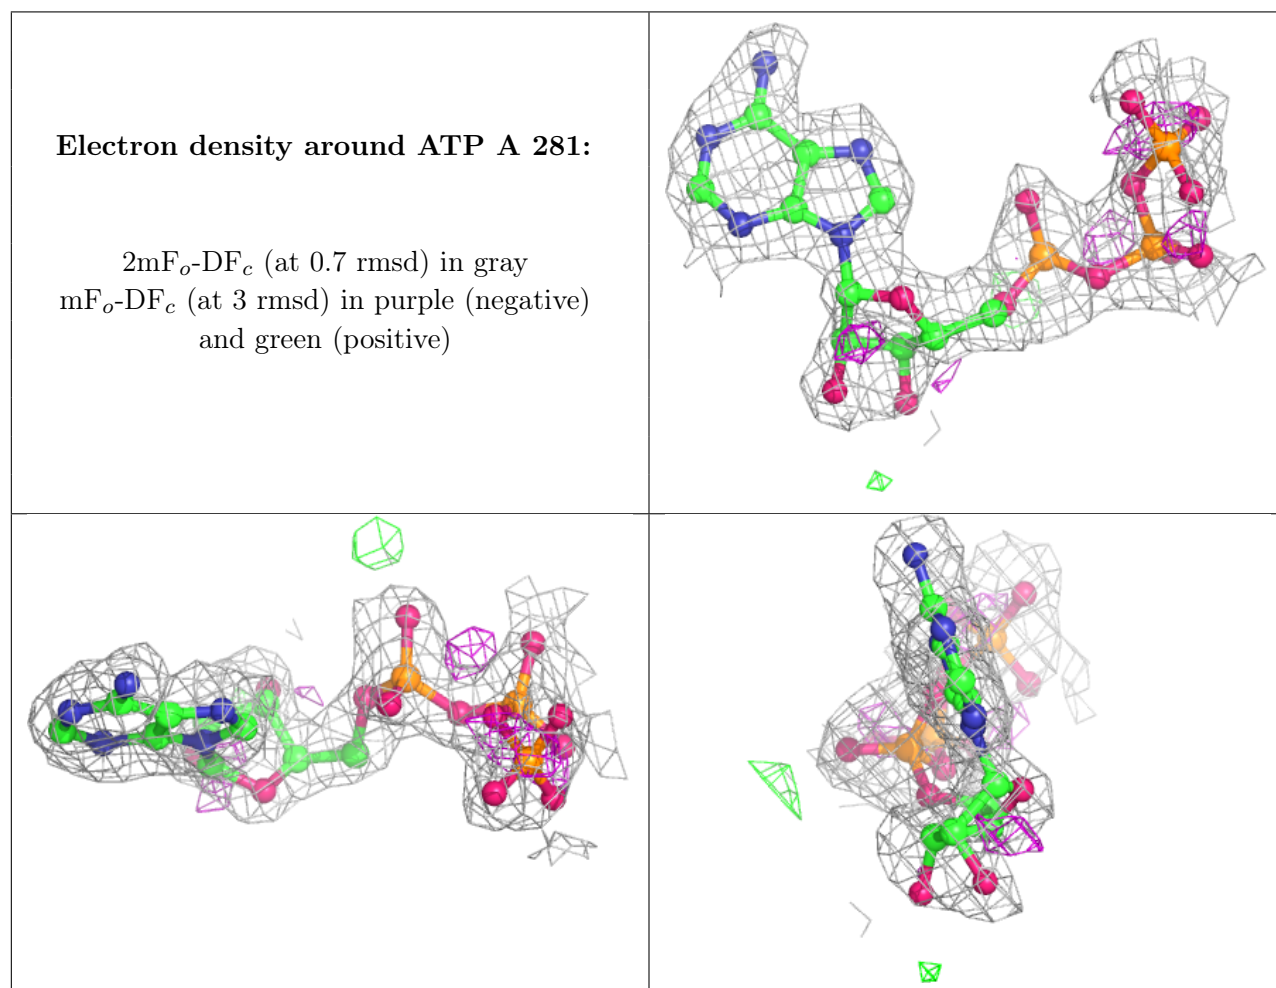 Electron density around ATP A 281:
2mFo-DFc (at 0.7 rmsd) in gray
mFo-DFc (at 3 rmsd) in purple (negative)
and green (positive)